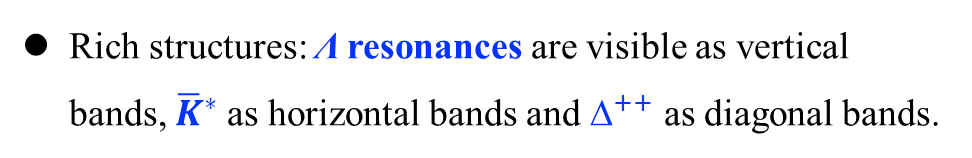 ● Rich structures: Λ resonances are visible as vertical
bands, K̅* as horizontal bands and Δ⁺⁺ as diagonal bands.